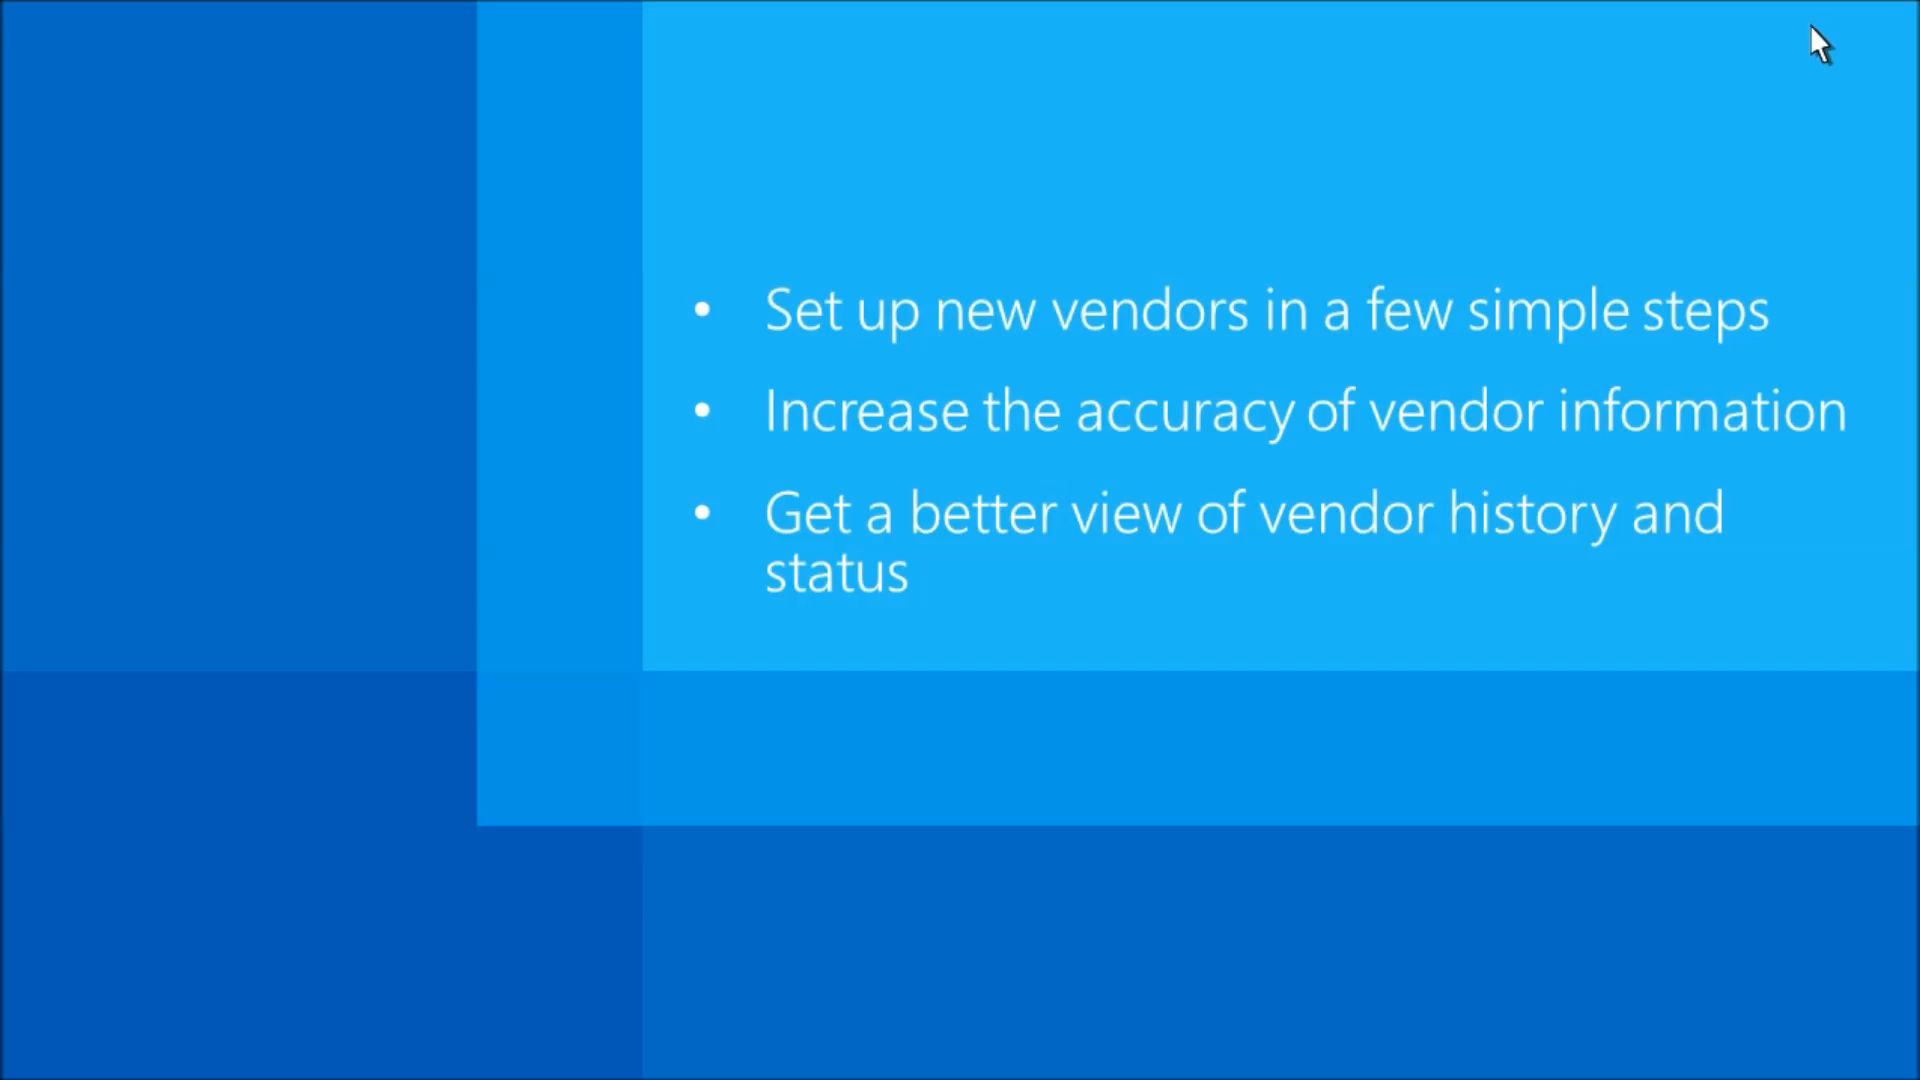 • Set up new vendors in a few simple steps
• Increase the accuracy of vendor information
• Get a better view of vendor history and
status